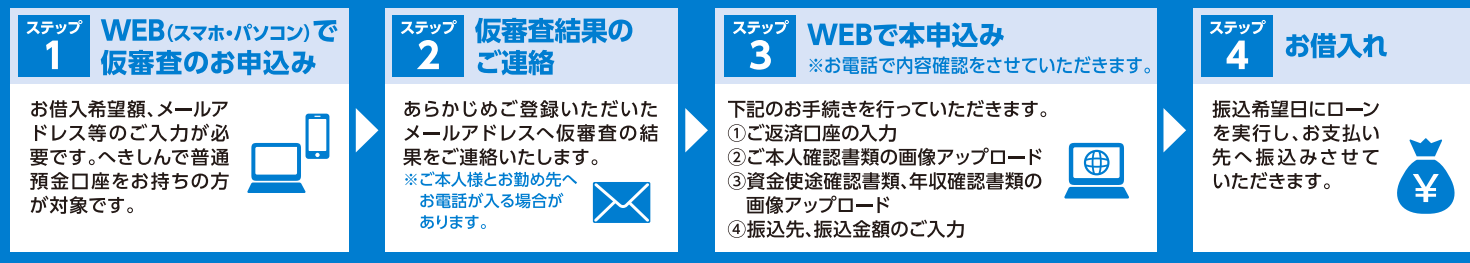 ステップ
1
WEB(スマホ・パソコン)で
仮審査のお申込み
お借入希望額、メールア
ドレス等のご入力が必
要です。へきしんで普通
預金口座をお持ちの方
が対象です。
ステップ
2
仮審査結果の
ご連絡
あらかじめご登録いただいた
メールアドレスへ仮審査の結
果をご連絡いたします。
※ご本人様とお勤め先へ
お電話が入る場合が
あります。
ステップ
3
WEBで本申込み
※お電話で内容確認をさせていただきます。
下記のお手続きを行っていただきます。
①ご返済口座の入力
②ご本人確認書類の画像アップロード
③資金使途確認書類、年収確認書類の
画像アップロード
④振込先、振込金額のご入力
ステップ
4
お借入れ
振込希望日にローン
を実行し、お支払い
先へ振込みさせて
いただきます。
¥